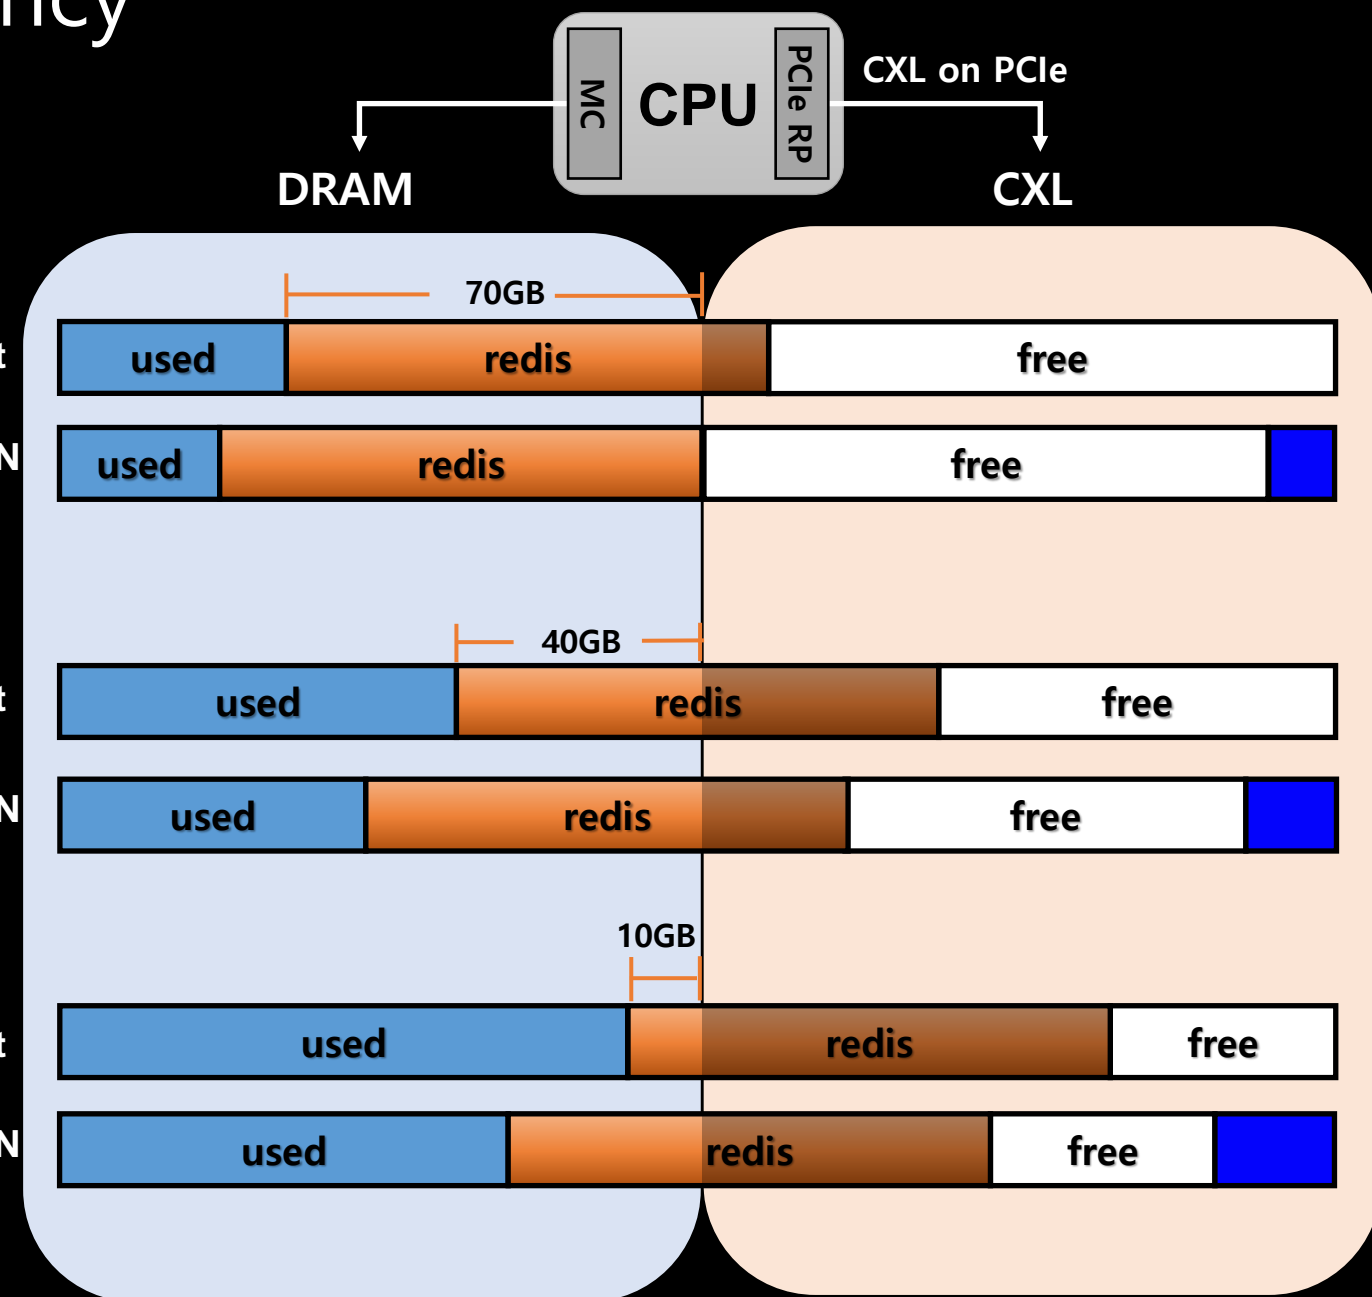 ncy
MC
CPU
PCIe RP
CXL on PCIe
DRAM
CXL
70GB
t
used
redis
free
N
used
redis
free
40GB
t
used
redis
free
N
used
redis
free
10GB
t
used
redis
free
N
used
redis
free